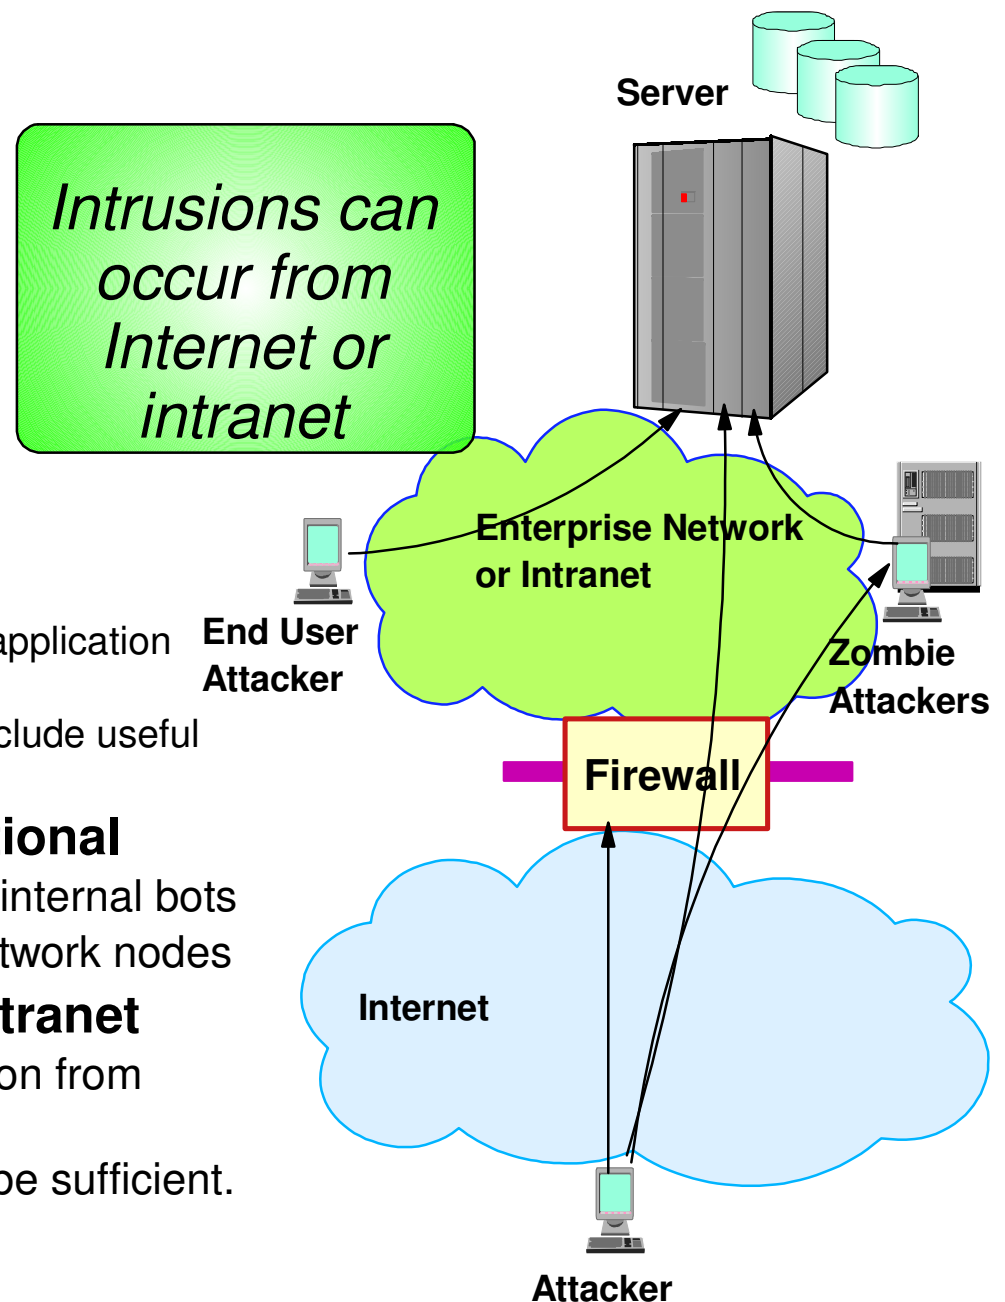 Server
Intrusions can
occur from
Internet or
intranet
Enterprise Network
or Intranet
End User
Attacker
Zombie
Attackers
application
clude useful
Firewall
tional
internal bots
twork nodes
tranet
on from
be sufficient.
Internet
Attacker